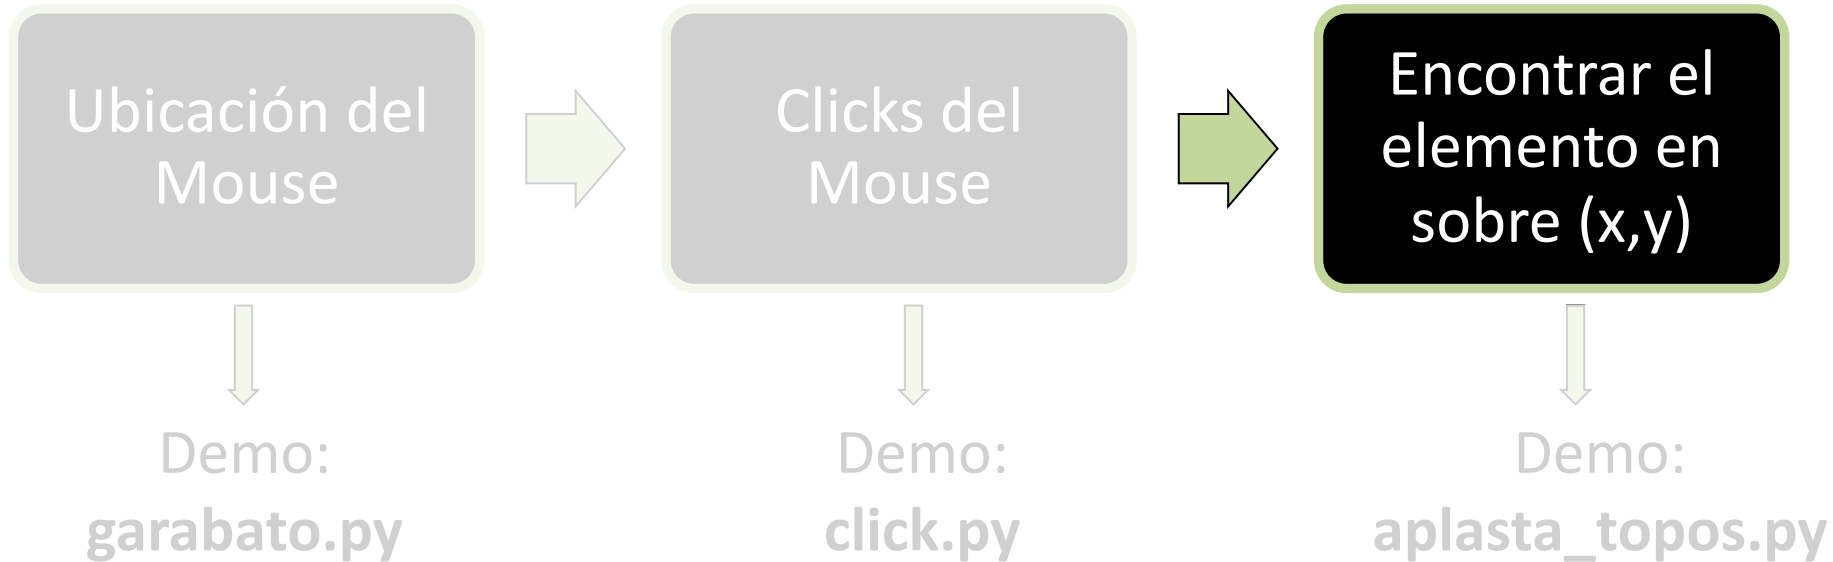 Ubicación del
Mouse
Clicks del
Mouse
Encontrar el
elemento en
sobre (x,y)
Demo:
garabato.py
Demo:
click.py
Demo:
aplasta_topos.py